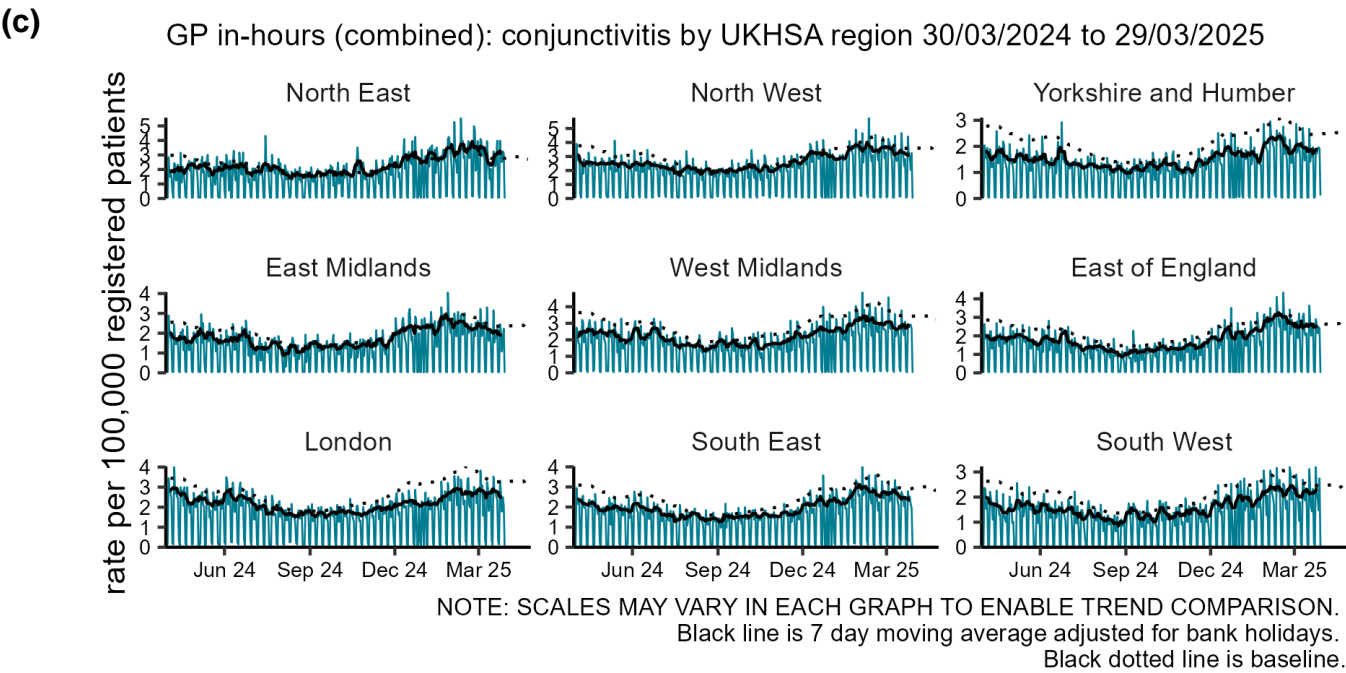 (c)
GP in-hours (combined): conjunctivitis by UKHSA region 30/03/2024 to 29/03/2025
rate per 100,000 registered patients
North East
5
4
3
2
1
0
North West
5
4
3
2
1
0
Yorkshire and Humber
3
2
1
0
East Midlands
4
3
2
1
0
West Midlands
4
3
2
1
0
East of England
4
3
2
1
0
London
4
3
2
1
0
Jun 24 Sep 24 Dec 24 Mar 25
South East
4
3
2
1
0
Jun 24 Sep 24 Dec 24 Mar 25
South West
3
2
1
0
Jun 24 Sep 24 Dec 24 Mar 25
NOTE: SCALES MAY VARY IN EACH GRAPH TO ENABLE TREND COMPARISON.
Black line is 7 day moving average adjusted for bank holidays.
Black dotted line is baseline.